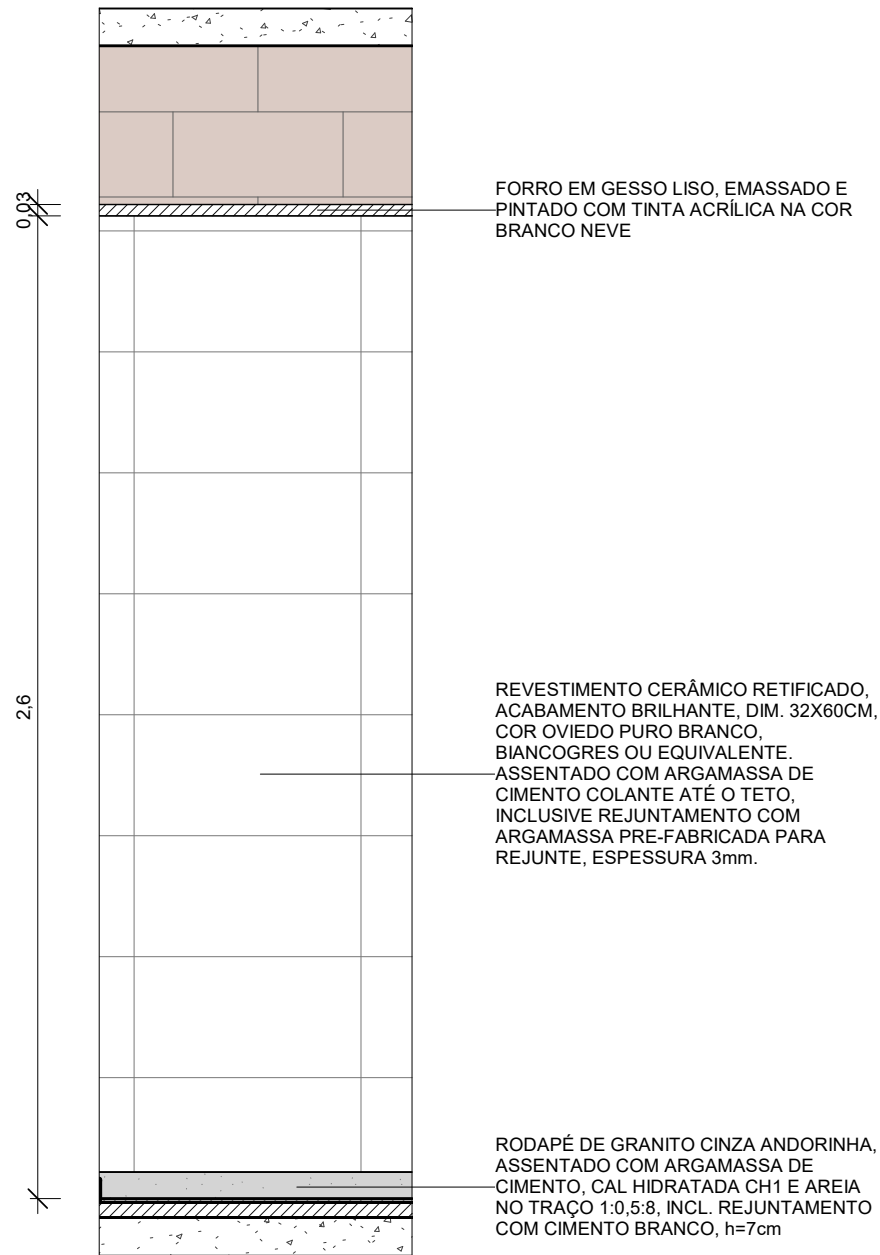 0,03
FORRO EM GESSO LISO, EMASSADO E
PINTADO COM TINTA ACRÍLICA NA COR
BRANCO NEVE
2,6
REVESTIMENTO CERÂMICO RETIFICADO,
ACABAMENTO BRILHANTE, DIM. 32X60CM,
COR OVIEDO PURO BRANCO,
BIANCOGRES OU EQUIVALENTE.
ASSENTADO COM ARGAMASSA DE
CIMENTO COLANTE ATÉ O TETO,
INCLUSIVE REJUNTAMENTO COM
ARGAMASSA PRE-FABRICADA PARA
REJUNTE, ESPESSURA 3mm.
RODAPÉ DE GRANITO CINZA ANDORINHA,
ASSENTADO COM ARGAMASSA DE
CIMENTO, CAL HIDRATADA CH1 E AREIA
NO TRAÇO 1:0,5:8, INCL. REJUNTAMENTO
COM CIMENTO BRANCO, h=7cm